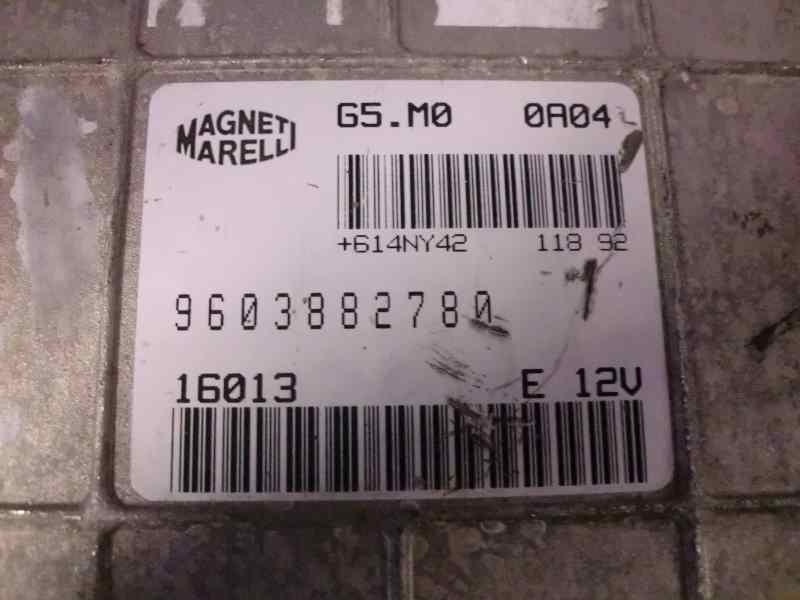 MAGNETI
MARELLI
G5.M0 0A04
+614NY42 118 92
9603882780
16013 E 12V